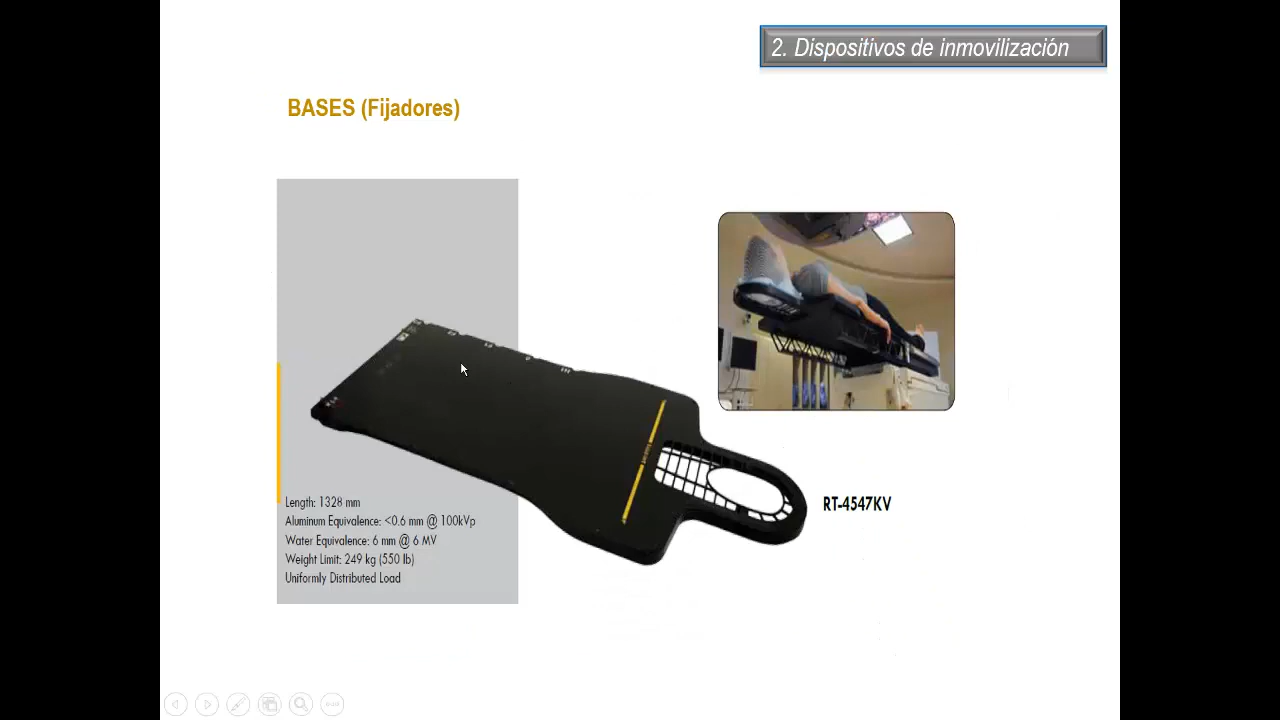 2. Dispositivos de inmovilización
BASES (Fijadores)
Length: 1328 mm
Aluminum Equivalence: <0.6 mm @ 100kVp
Water Equivalence: 6 mm @ 6 MV
Weight Limit: 249 kg (550 lb)
Uniformly Distributed Load
RT-4547KV